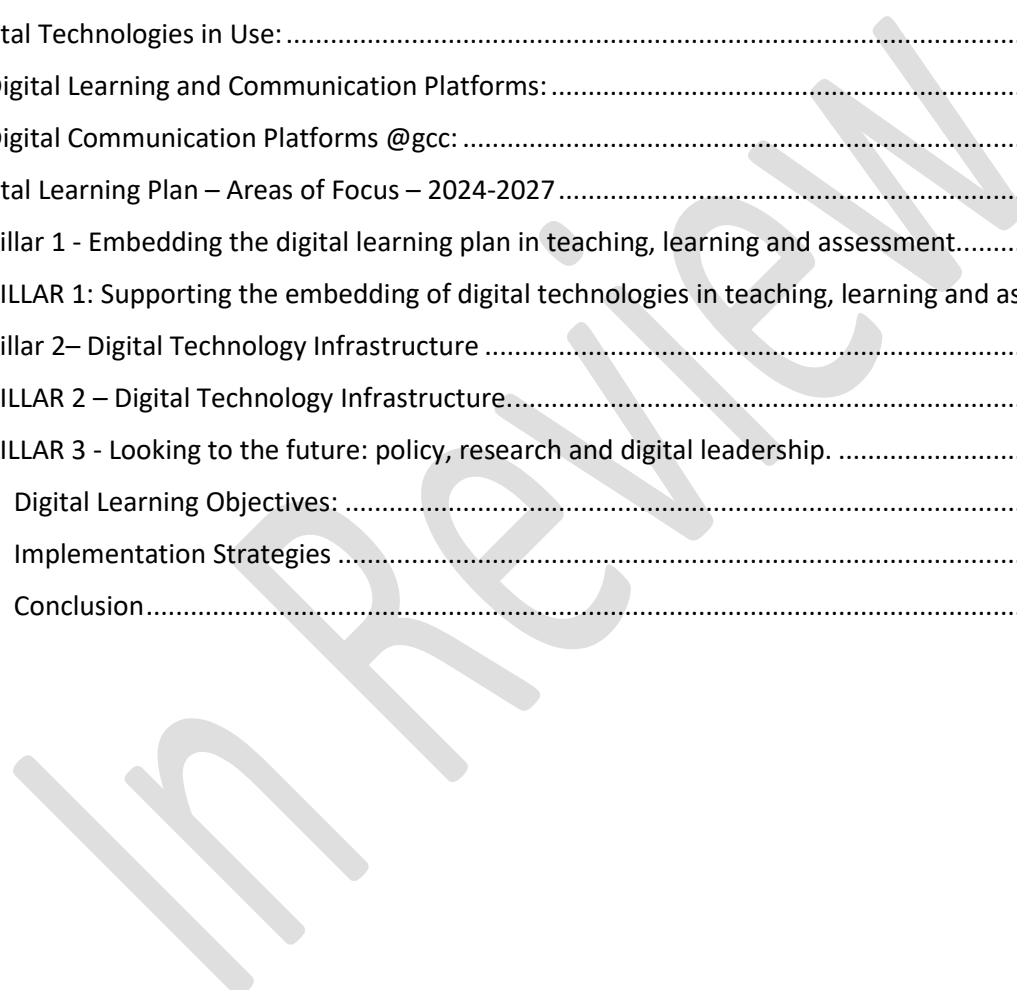 tal Technologies in Use: ........................................................................................
igital Learning and Communication Platforms: ........................................................................................
igital Communication Platforms @gcc: ........................................................................................
tal Learning Plan – Areas of Focus – 2024-2027 ........................................................................................
illar 1 - Embedding the digital learning plan in teaching, learning and assessment..........
ILLAR 1: Supporting the embedding of digital technologies in teaching, learning and as
illar 2– Digital Technology Infrastructure ........................................................................................
ILLAR 2 – Digital Technology Infrastructure........................................................................................
ILLAR 3 - Looking to the future: policy, research and digital leadership. ..............................
Digital Learning Objectives: ........................................................................................
Implementation Strategies ........................................................................................
Conclusion........................................................................................
In Review